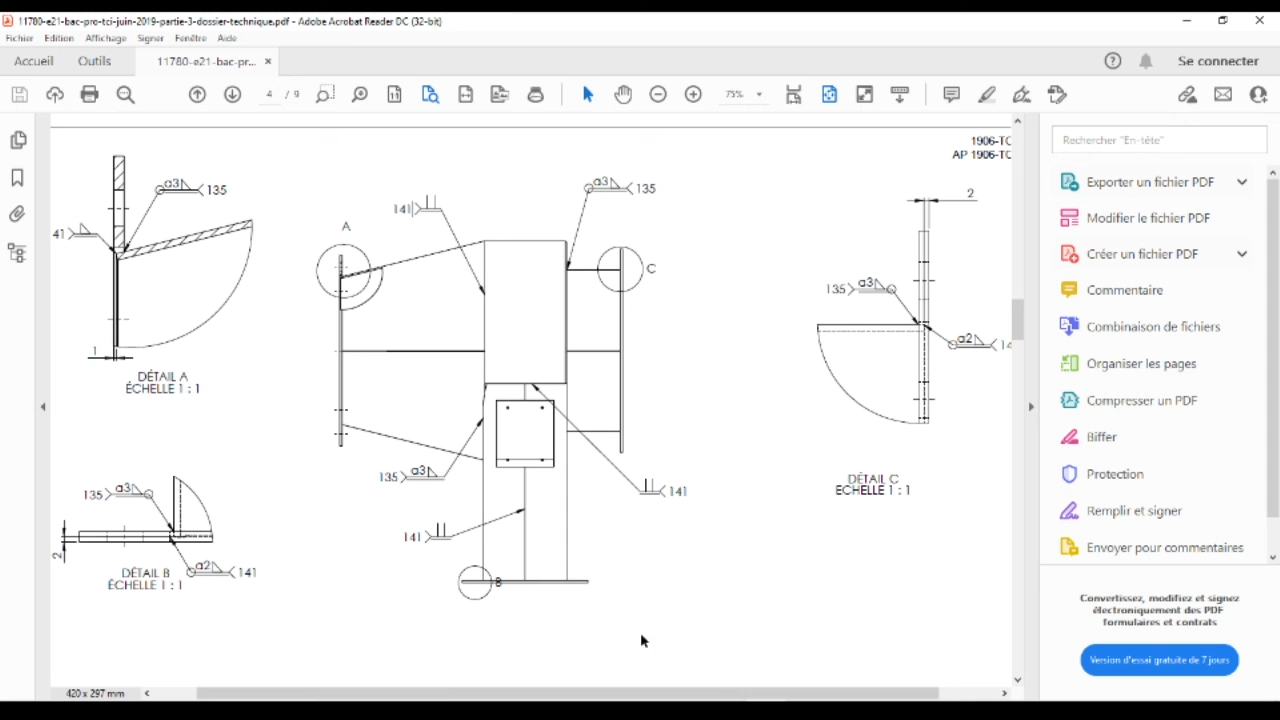 11780-e21-bac-pro-tci-juin-2019-partie-3-dossier-technique.pdf - Adobe Acrobat Reader DC (32-bit)
Fichier Edition Affichage Signer Fenêtre Aide
Accueil Outils 11780-e21-bac-pr... × Se connecter
4 / 9 75%
1906-TC
AP 1906-TC
a3 135
41
1
DÉTAIL A
ÉCHELLE 1 : 1
A
141
a3 135
C
135 a3
141
141
B
135 a3
2
a2 141
DÉTAIL B
ÉCHELLE 1 : 1
2
135 a3
a2 14
DÉTAIL C
ECHELLE 1 : 1
420 x 297 mm
Rechercher "En-tête"
Exporter un fichier PDF
Modifier le fichier PDF
Créer un fichier PDF
Commentaire
Combinaison de fichiers
Organiser les pages
Compresser un PDF
Biffer
Protection
Remplir et signer
Envoyer pour commentaires
Convertissez, modifiez et signez
électroniquement des PDF
formulaires et contrats
Version d'essai gratuite de 7 jours